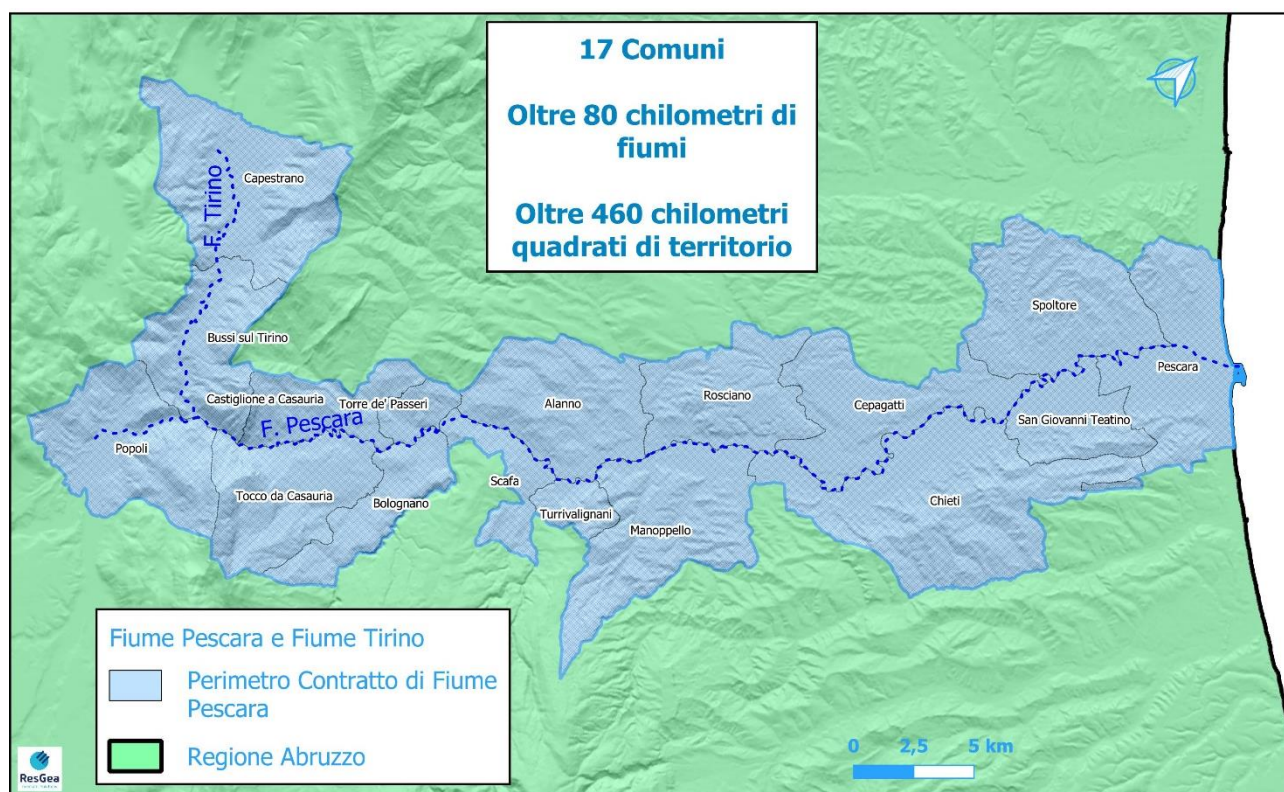 17 Comuni
Oltre 80 chilometri di
fiumi
Oltre 460 chilometri
quadrati di territorio
F. Tirino
Capestrano
Bussi sul Tirino
Castiglione a Casauria
Torre de' Passeri
F. Pescara
Popoli
Tocco da Casauria
Bolognano
Alanno
Scafa
Turrivalignani
Rosciano
Manoppello
Cepagatti
Chieti
Spoltore
San Giovanni Teatino
Pescara
Fiume Pescara e Fiume Tirino
Perimetro Contratto di Fiume
Pescara
Regione Abruzzo
ResGea
0 2,5 5 km